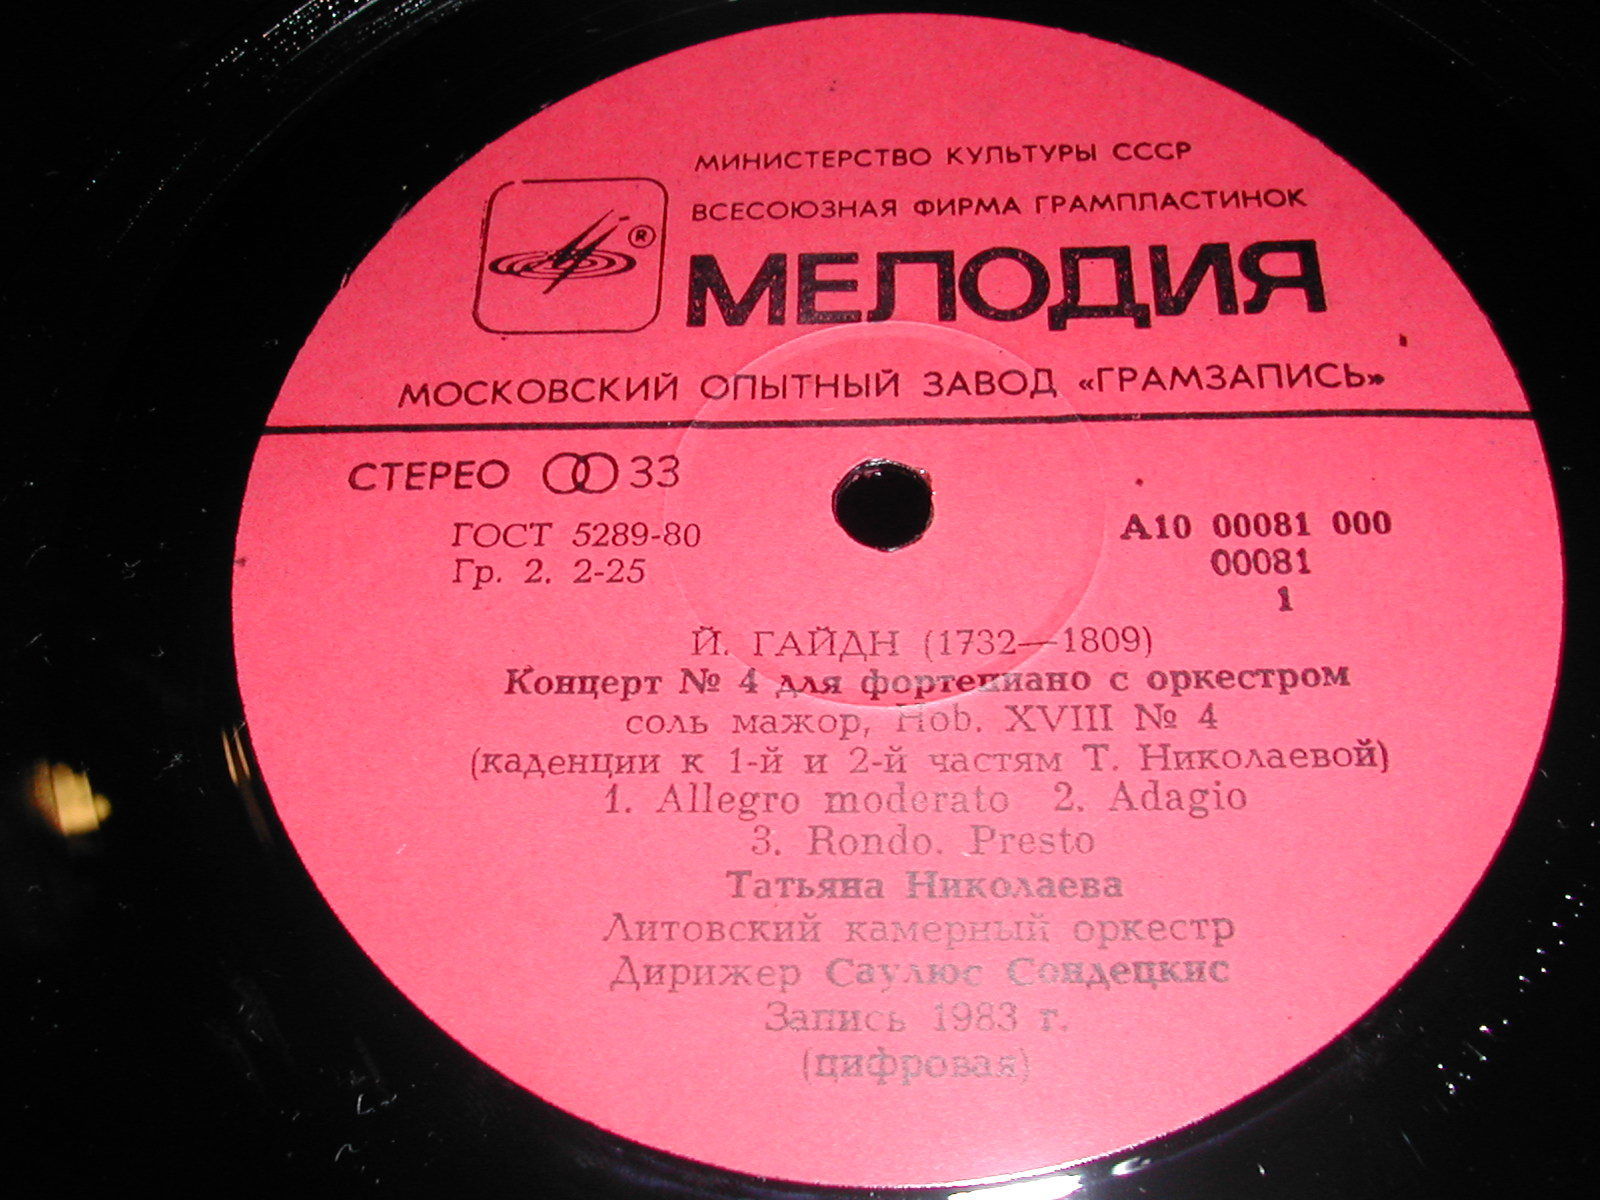 МИНИСТЕРСТВО КУЛЬТУРЫ СССР
ВСЕСОЮЗНАЯ ФИРМА ГРАМПЛАСТИНОК
®
МЕЛОДИЯ
МОСКОВСКИЙ ОПЫТНЫЙ ЗАВОД «ГРАМЗАПИСЬ»
СТЕРЕО 33
ГОСТ 5289-80
Гр. 2. 2-25
А10 00081 000
00081
1
Й. ГАЙДН (1732—1809)
Концерт № 4 для фортепиано с оркестром
соль мажор, Hob. XVIII № 4
(каденции к 1-й и 2-й частям Т. Николаевой)
1. Allegro moderato 2. Adagio
3. Rondo. Presto
Татьяна Николаева
Литовский камерный оркестр
Дирижер Саулюс Сондецкис
Запись 1983 г.
(цифровая)